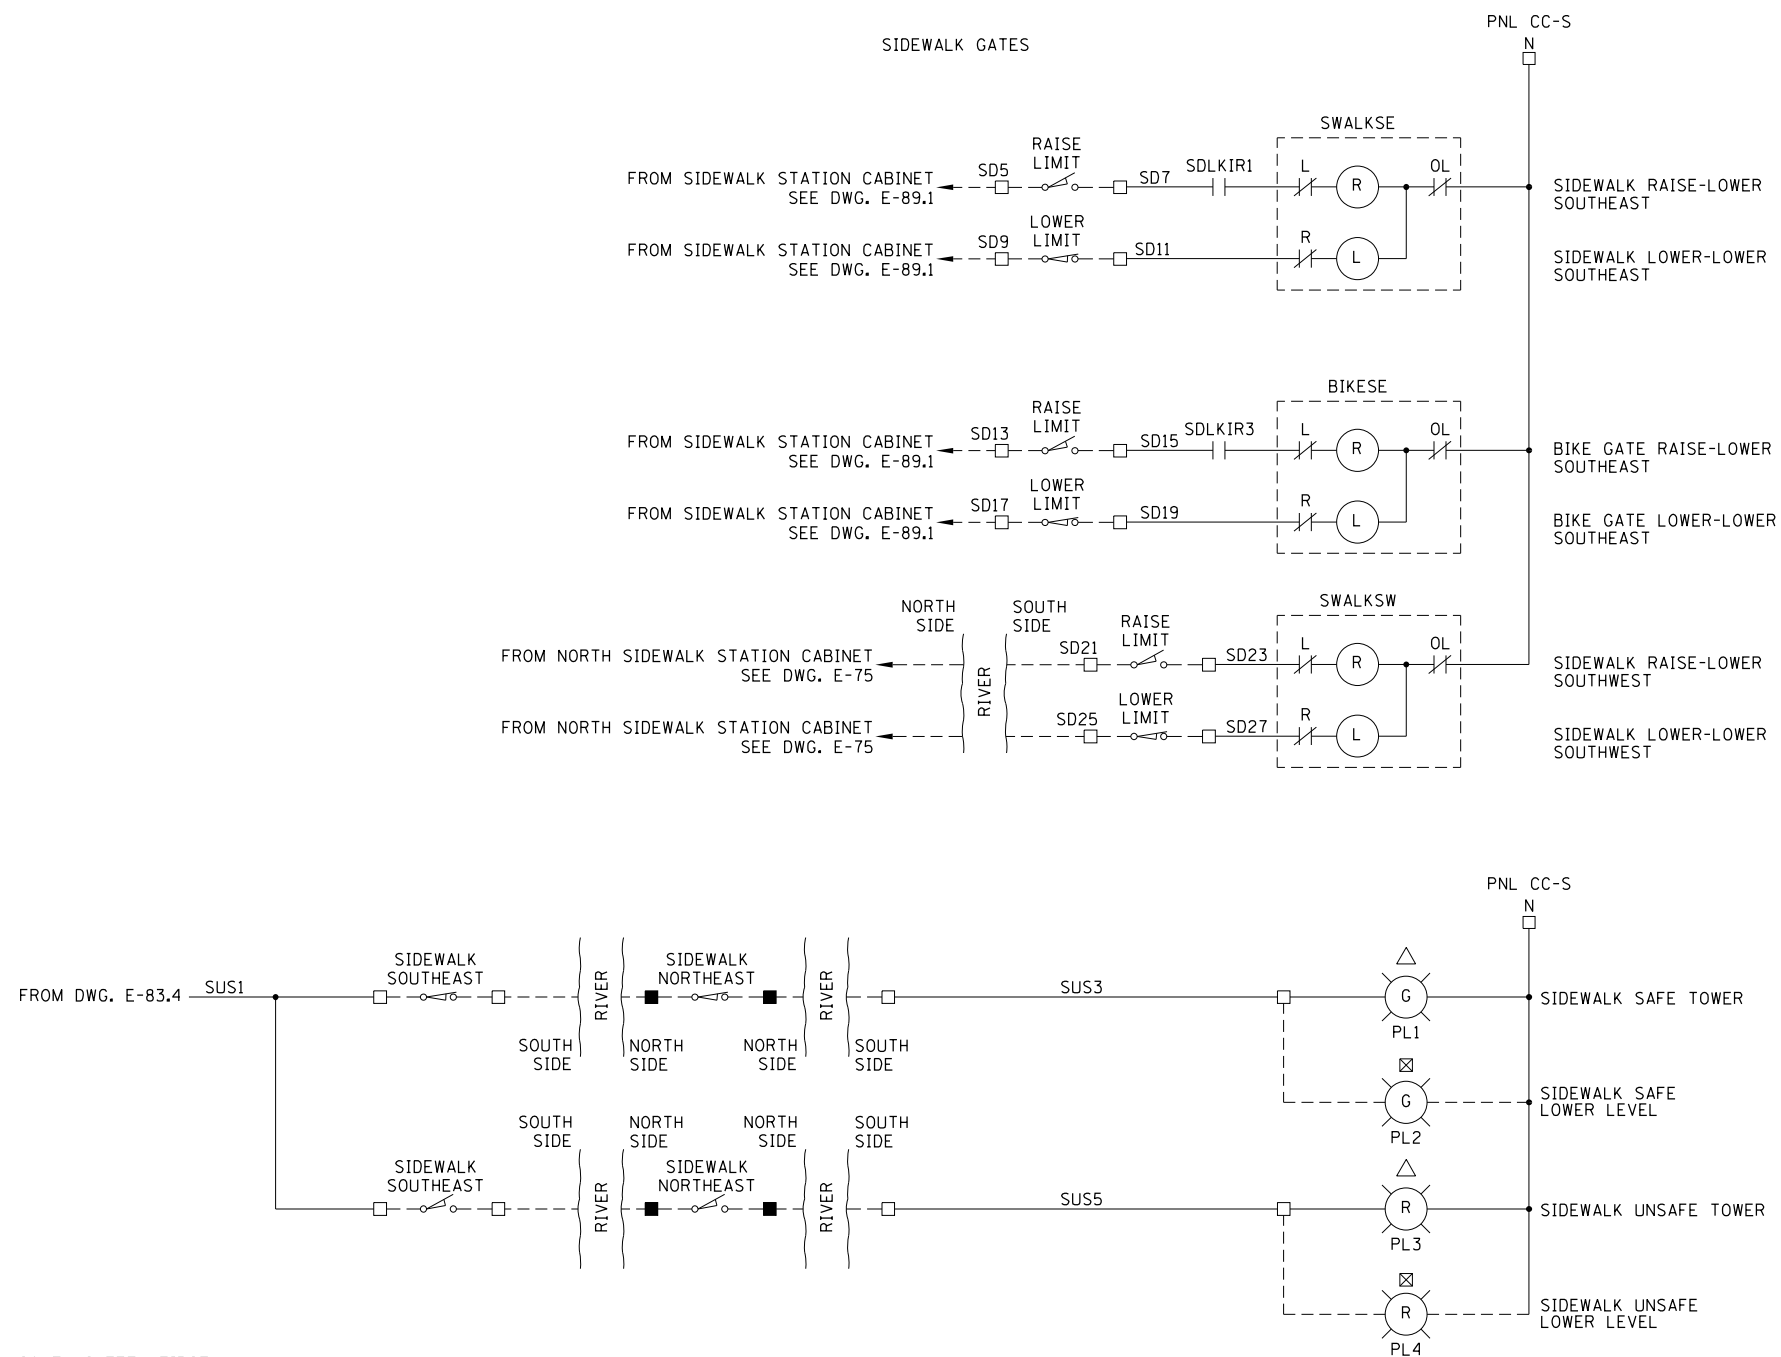 PNL CC-S
N
SIDEWALK GATES
SWALKSE
RAISE
LIMIT
FROM SIDEWALK STATION CABINET
SEE DWG. E-89.1
SD5
SD7
SDLKIR1
L
R
OL
SIDEWALK RAISE-LOWER
SOUTHEAST
LOWER
LIMIT
FROM SIDEWALK STATION CABINET
SEE DWG. E-89.1
SD9
SD11
R
L
SIDEWALK LOWER-LOWER
SOUTHEAST
BIKESE
RAISE
LIMIT
FROM SIDEWALK STATION CABINET
SEE DWG. E-89.1
SD13
SD15
SDLKIR3
L
R
OL
BIKE GATE RAISE-LOWER
SOUTHEAST
LOWER
LIMIT
FROM SIDEWALK STATION CABINET
SEE DWG. E-89.1
SD17
SD19
R
L
BIKE GATE LOWER-LOWER
SOUTHEAST
NORTH
SIDE
SOUTH
SIDE
RIVER
SWALKSW
RAISE
LIMIT
FROM NORTH SIDEWALK STATION CABINET
SEE DWG. E-75
SD21
SD23
L
R
OL
SIDEWALK RAISE-LOWER
SOUTHWEST
LOWER
LIMIT
FROM NORTH SIDEWALK STATION CABINET
SEE DWG. E-75
SD25
SD27
R
L
SIDEWALK LOWER-LOWER
SOUTHWEST
PNL CC-S
N
FROM DWG. E-83.4
SUS1
SIDEWALK
SOUTHEAST
RIVER
SIDEWALK
NORTHEAST
RIVER
SUS3
G
PL1
SIDEWALK SAFE TOWER
SOUTH
SIDE
NORTH
SIDE
NORTH
SIDE
SOUTH
SIDE
G
PL2
SIDEWALK SAFE
LOWER LEVEL
SOUTH
SIDE
NORTH
SIDE
NORTH
SIDE
SOUTH
SIDE
SIDEWALK
SOUTHEAST
RIVER
SIDEWALK
NORTHEAST
RIVER
SUS5
R
PL3
SIDEWALK UNSAFE TOWER
R
PL4
SIDEWALK UNSAFE
LOWER LEVEL